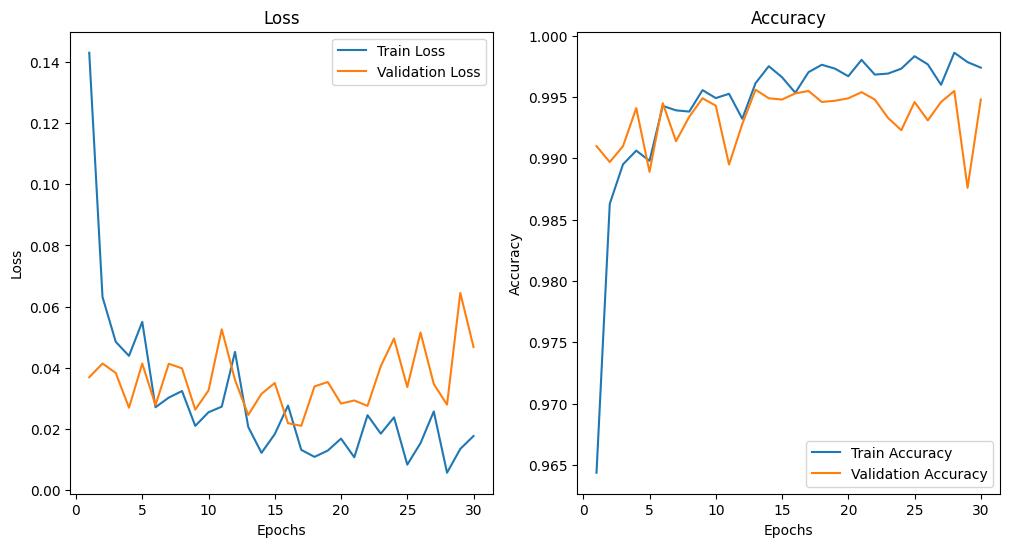 Loss
Train Loss
Validation Loss
0.14
0.12
0.10
0.08
0.06
0.04
0.02
0.00
Loss
0 5 10 15 20 25 30
Epochs
Accuracy
1.000
0.995
0.990
0.985
0.980
0.975
0.970
0.965
Accuracy
Train Accuracy
Validation Accuracy
0 5 10 15 20 25 30
Epochs